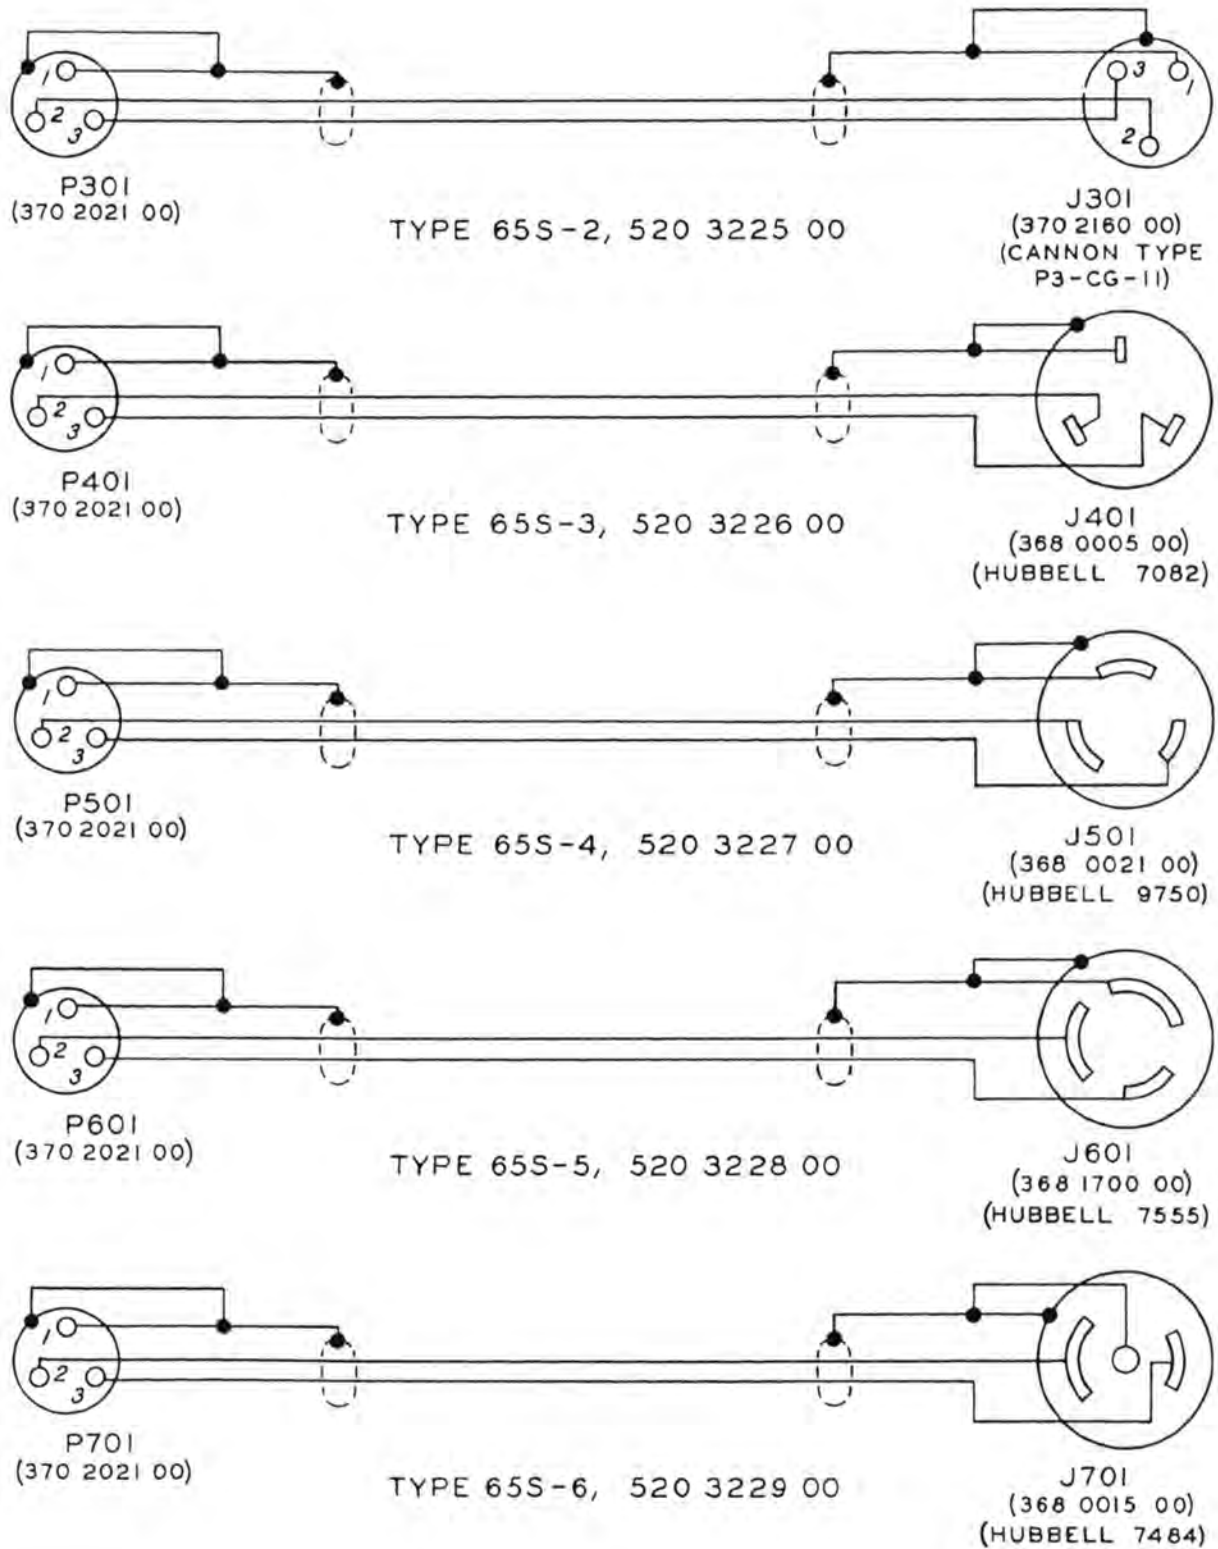 1
2
3
3
1
2
P301
(370 2021 00)
TYPE 65S-2, 520 3225 00
J301
(370 2160 00)
(CANNON TYPE
P3-CG-11)
1
2
3
P401
(370 2021 00)
TYPE 65S-3, 520 3226 00
J401
(368 0005 00)
(HUBBELL 7082)
1
2
3
P501
(370 2021 00)
TYPE 65S-4, 520 3227 00
J501
(368 0021 00)
(HUBBELL 9750)
1
2
3
P601
(370 2021 00)
TYPE 65S-5, 520 3228 00
J601
(368 1700 00)
(HUBBELL 7555)
1
2
3
P701
(370 2021 00)
TYPE 65S-6, 520 3229 00
J701
(368 0015 00)
(HUBBELL 7484)